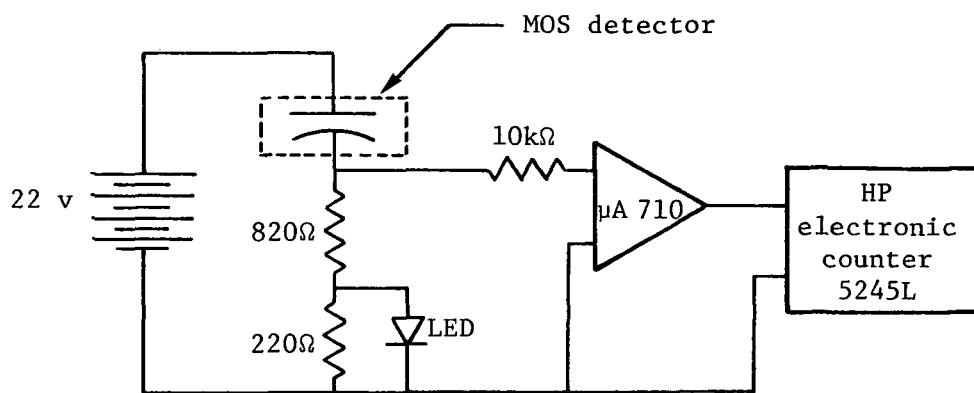 MOS detector
22 v
10kΩ
820Ω
220Ω
LED
μA 710
HP
electronic
counter
5245L